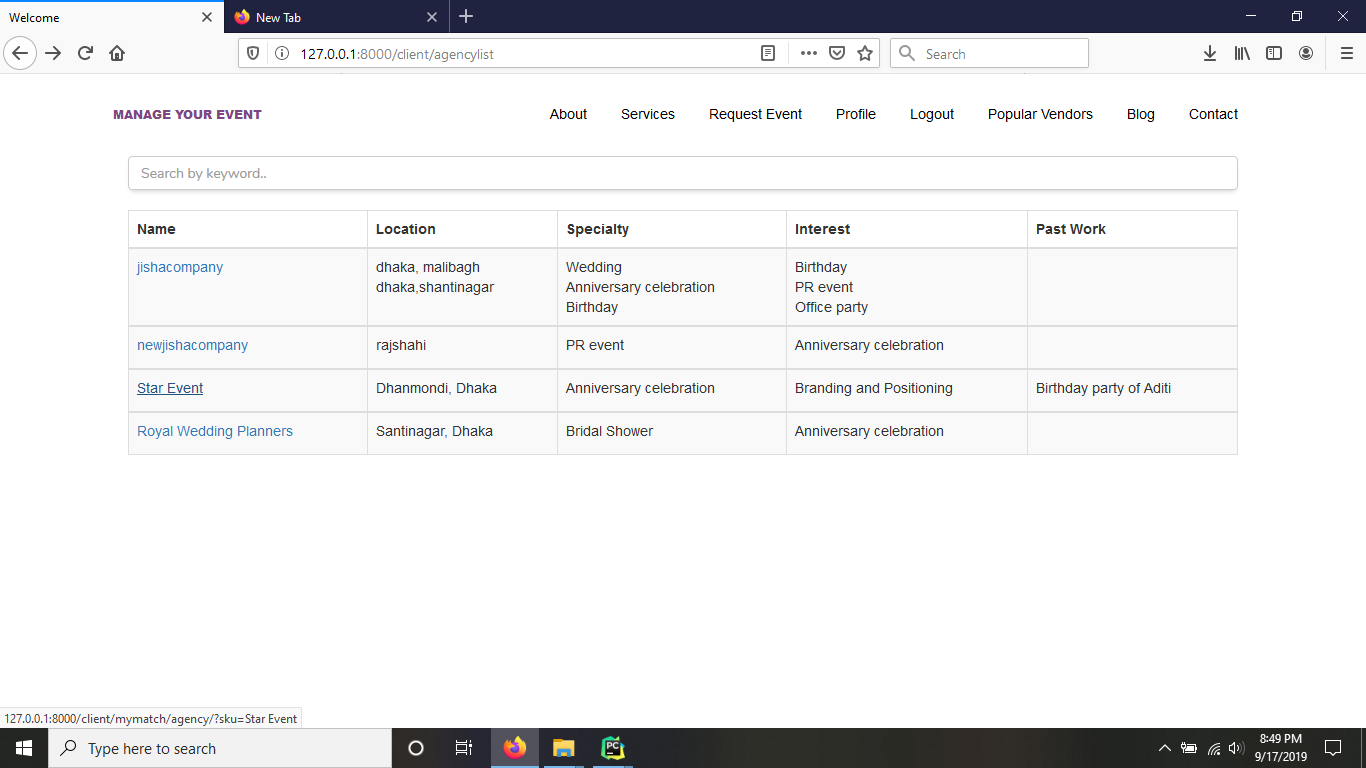 Welcome
New Tab
127.0.0.1:8000/client/agencylist
Search
MANAGE YOUR EVENT
About Services Request Event Profile Logout Popular Vendors Blog Contact
Search by keyword..
Name Location Specialty Interest Past Work
jishacompany dhaka, malibagh Wedding Birthday
dhaka,shantinagar Anniversary celebration PR event
Birthday Office party
newjishacompany rajshahi PR event Anniversary celebration
Star Event Dhanmondi, Dhaka Anniversary celebration Branding and Positioning Birthday party of Aditi
Royal Wedding Planners Santinagar, Dhaka Bridal Shower Anniversary celebration
127.0.0.1:8000/client/mymatch/agency/?sku=Star Event
Type here to search
PC
8:49 PM
9/17/2019